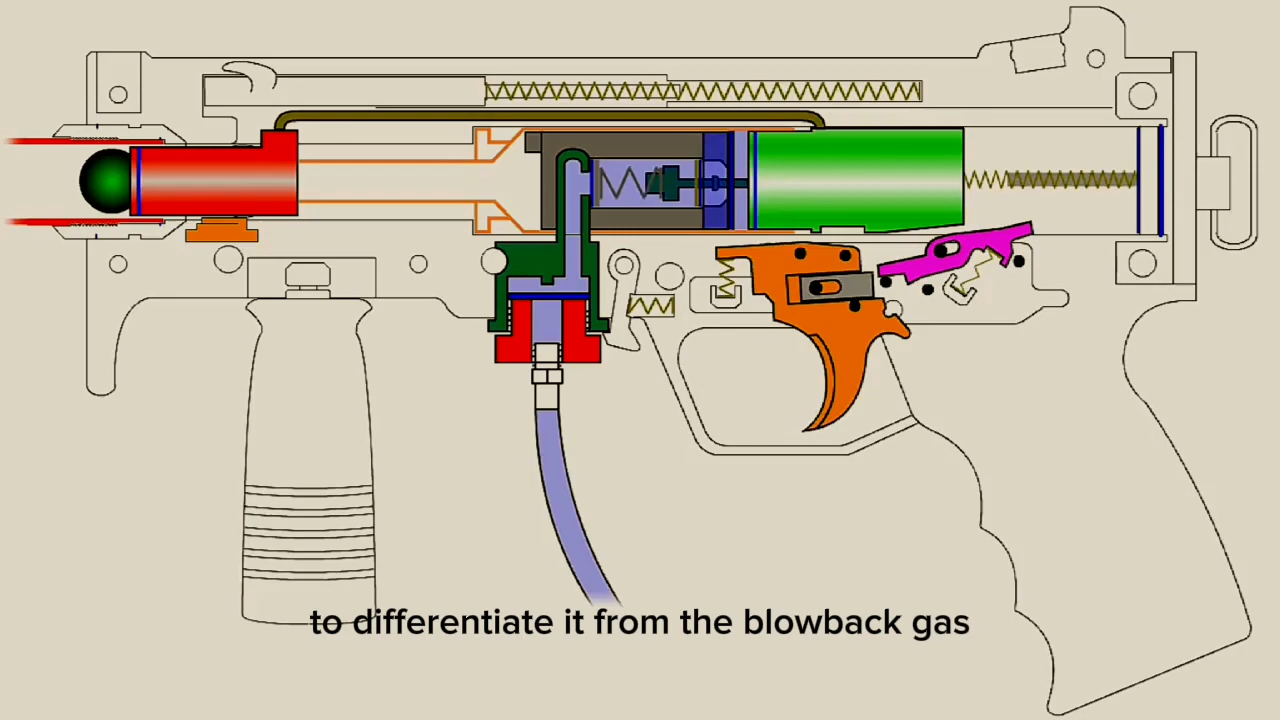 to differentiate it from the blowback gas